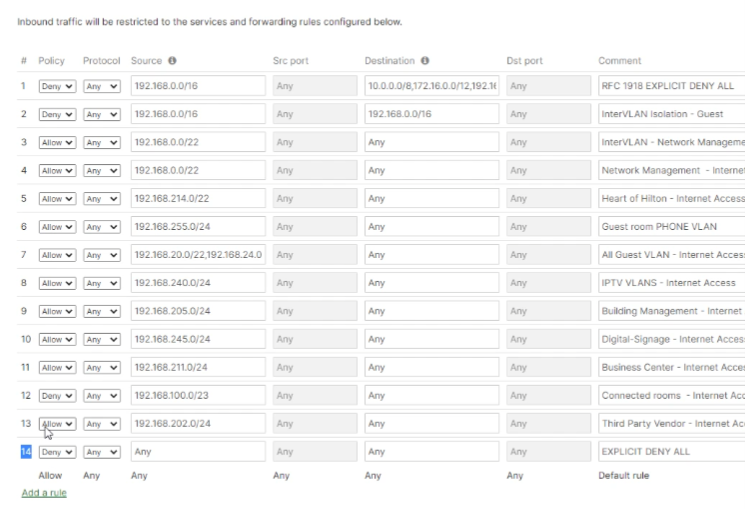 Inbound traffic will be restricted to the services and forwarding rules configured below.
# Policy Protocol Source Src port Destination Dst port Comment
1 Deny Any 192.168.0.0/16 Any 10.0.0.0/8,172.16.0.0/12,192.16 Any RFC 1918 EXPLICIT DENY ALL
2 Deny Any 192.168.0.0/16 Any 192.168.0.0/16 Any InterVLAN Isolation - Guest
3 Allow Any 192.168.0.0/22 Any Any Any InterVLAN - Network Manageme
4 Allow Any 192.168.0.0/22 Any Any Any Network Management - Internet
5 Allow Any 192.168.214.0/22 Any Any Any Heart of Hilton - Internet Access
6 Allow Any 192.168.255.0/24 Any Any Any Guest room PHONE VLAN
7 Allow Any 192.168.20.0/22,192.168.24.0 Any Any Any All Guest VLAN - Internet Access
8 Allow Any 192.168.240.0/24 Any Any Any IPTV VLANS - Internet Access
9 Allow Any 192.168.205.0/24 Any Any Any Building Management - Internet
10 Allow Any 192.168.245.0/24 Any Any Any Digital-Signage - Internet Access
11 Allow Any 192.168.211.0/24 Any Any Any Business Center - Internet Acces
12 Deny Any 192.168.100.0/23 Any Any Any Connected rooms - Internet Acc
13 Allow Any 192.168.202.0/24 Any Any Any Third Party Vendor - Internet Ac
14 Deny Any Any Any Any Any EXPLICIT DENY ALL
Allow Any Any Any Any Any Default rule
Add a rule